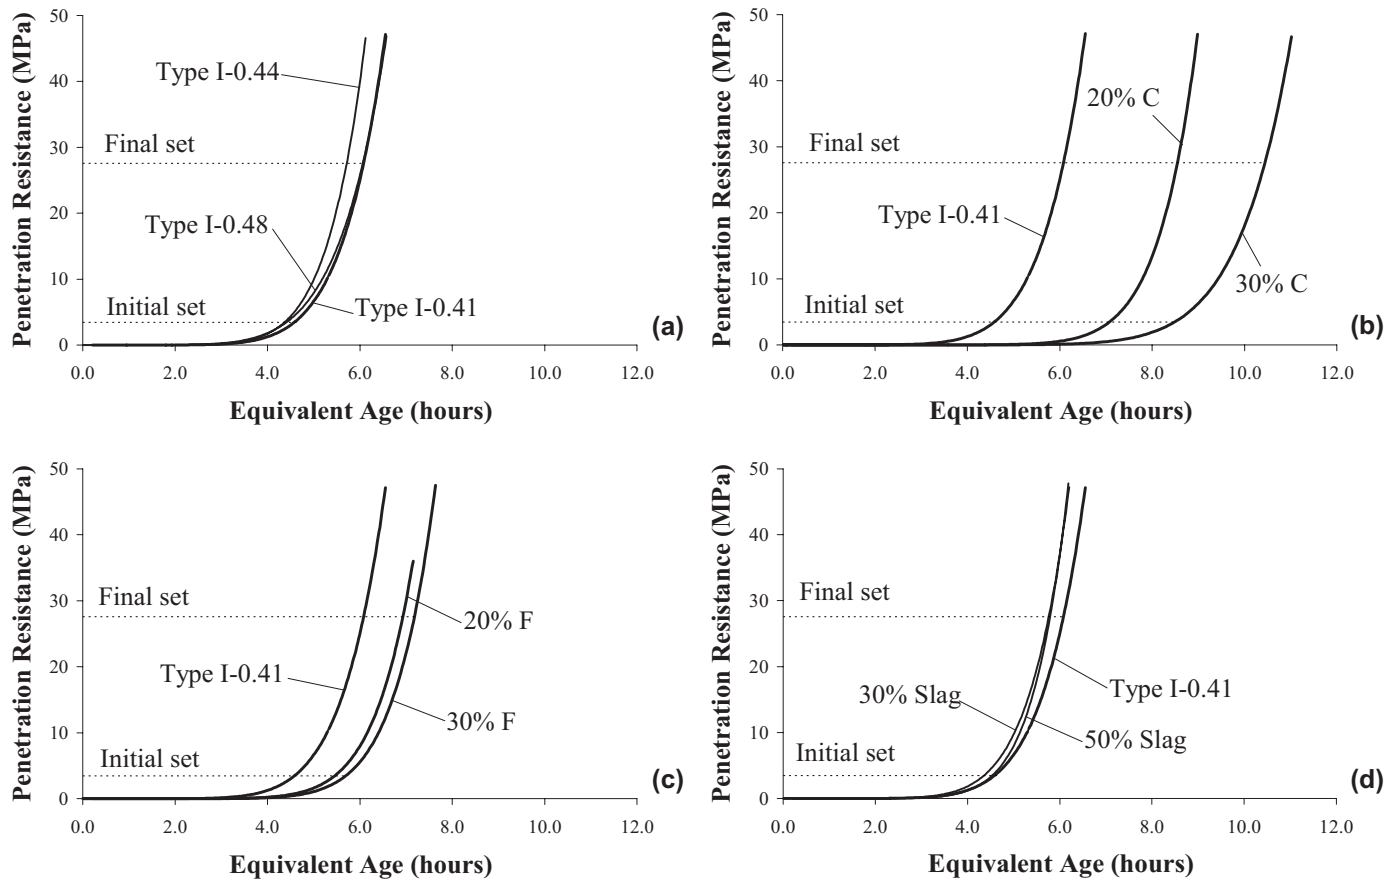 Penetration Resistance (MPa)
50
40
30
20
10
0
Type I-0.44
Final set
Type I-0.48
Initial set
Type I-0.41
(a)
0.0 2.0 4.0 6.0 8.0 10.0 12.0
Equivalent Age (hours)
Penetration Resistance (MPa)
50
40
30
20
10
0
20% C
Final set
Type I-0.41
30% C
Initial set
(b)
0.0 2.0 4.0 6.0 8.0 10.0 12.0
Equivalent Age (hours)
Penetration Resistance (MPa)
50
40
30
20
10
0
Final set
20% F
Type I-0.41
30% F
Initial set
(c)
0.0 2.0 4.0 6.0 8.0 10.0 12.0
Equivalent Age (hours)
Penetration Resistance (MPa)
50
40
30
20
10
0
Final set
Type I-0.41
30% Slag
50% Slag
Initial set
(d)
0.0 2.0 4.0 6.0 8.0 10.0 12.0
Equivalent Age (hours)